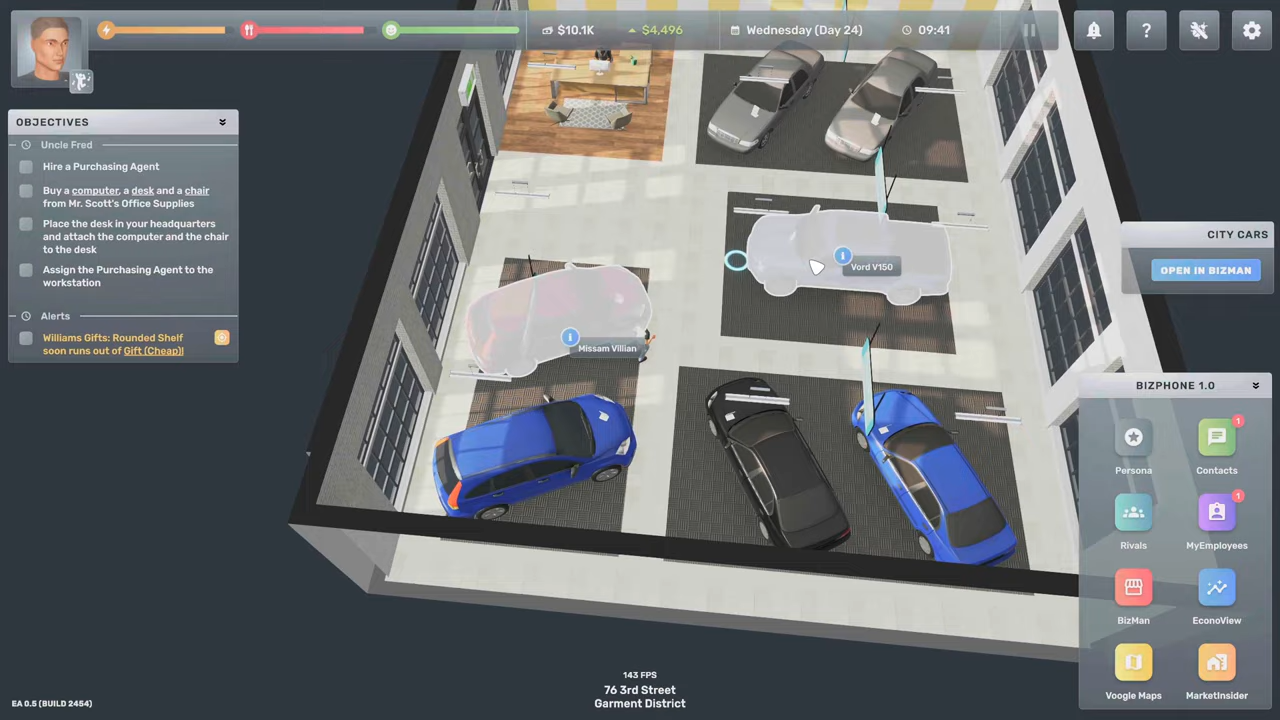 $10.1K
$4,496
Wednesday (Day 24)
09:41
?
OBJECTIVES
Uncle Fred
Hire a Purchasing Agent
Buy a computer, a desk and a chair
from Mr. Scott's Office Supplies
Place the desk in your headquarters
and attach the computer and the chair
to the desk
Assign the Purchasing Agent to the
workstation
Alerts
Williams Gifts: Rounded Shelf
soon runs out of Gift (Cheap)!
Vord V150
Missam Villian
CITY CARS
OPEN IN BIZMAN
BIZPHONE 1.0
1
1
Persona
Contacts
Rivals
MyEmployees
BizMan
EconoView
Voogle Maps
MarketInsider
143 FPS
76 3rd Street
Garment District
EA 0.5 (BUILD 2454)